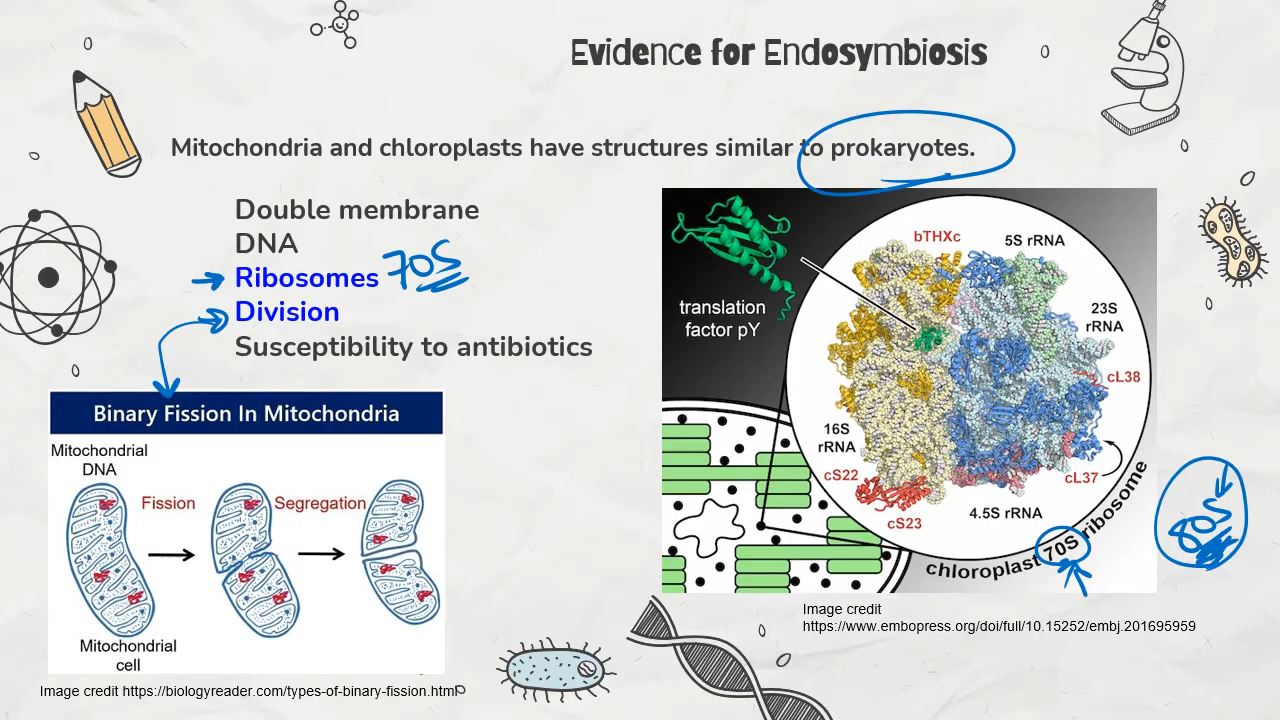 Evidence for Endosymbiosis
Mitochondria and chloroplasts have structures similar to prokaryotes.
Double membrane
DNA
Ribosomes 70S
Division
Susceptibility to antibiotics
Binary Fission In Mitochondria
Mitochondrial
DNA
Fission
Segregation
Mitochondrial
cell
Image credit https://biologyreader.com/types-of-binary-fission.html
translation
factor pY
bTHXc
5S rRNA
23S
rRNA
cL38
16S
rRNA
cL37
cS22
cS23
4.5S rRNA
chloroplast 70S ribosome
80S
Image credit
https://www.embopress.org/doi/full/10.15252/embj.201695959